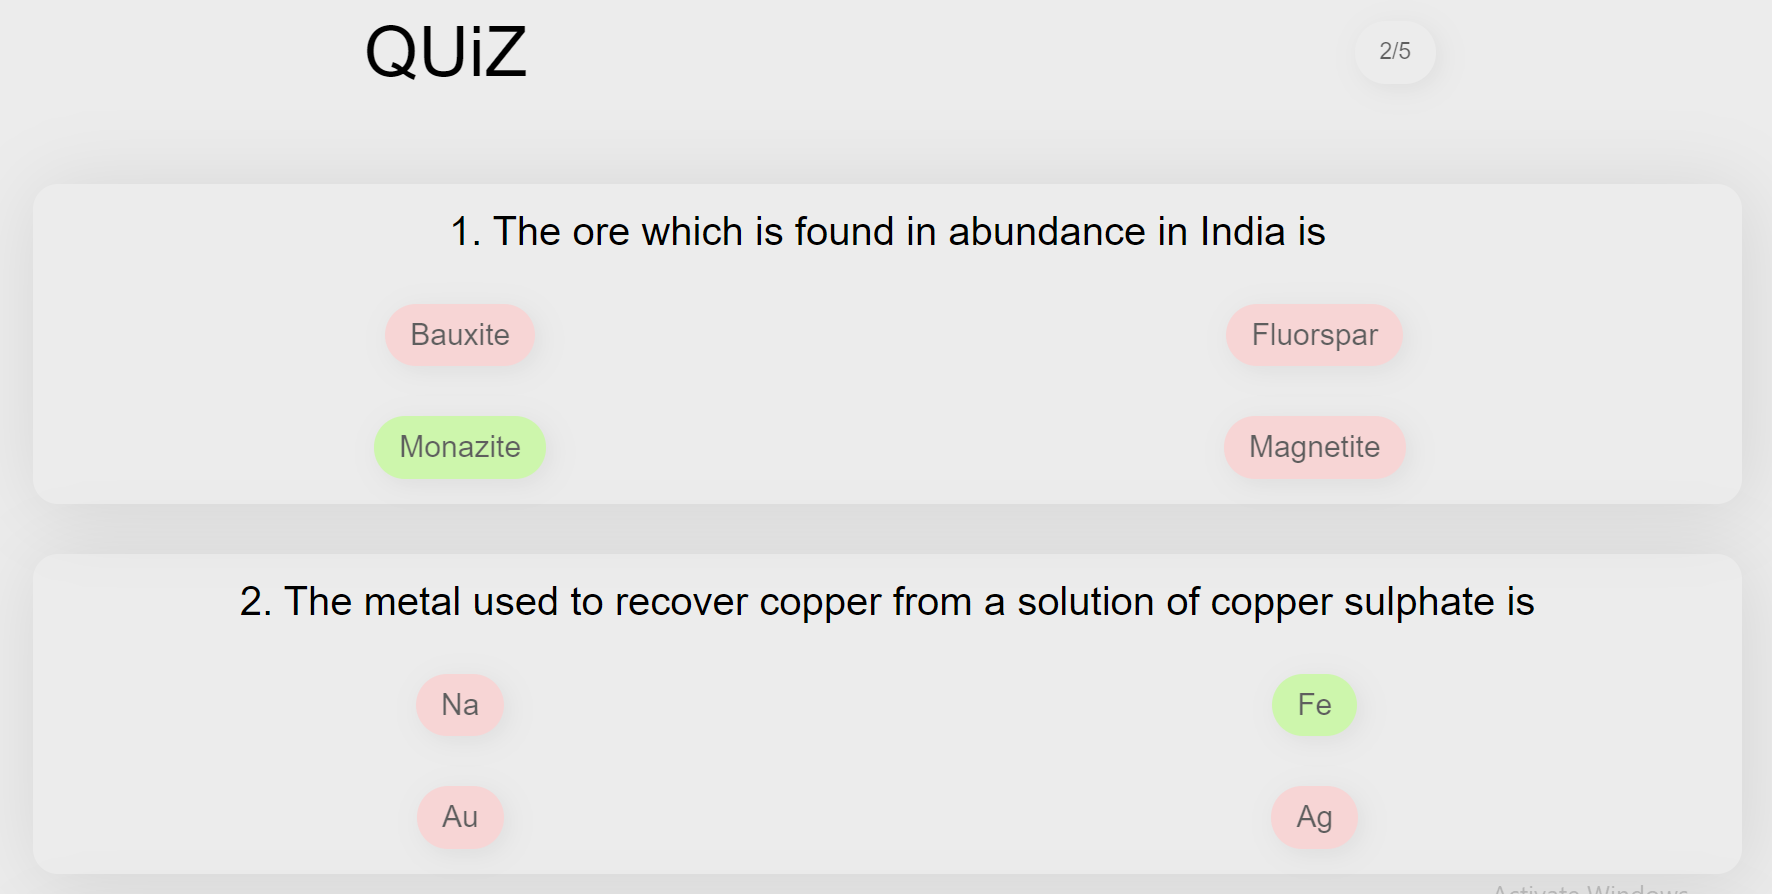 QUiZ
2/5
1. The ore which is found in abundance in India is
Bauxite
Fluorspar
Monazite
Magnetite
2. The metal used to recover copper from a solution of copper sulphate is
Na
Fe
Au
Ag
Activate Windows